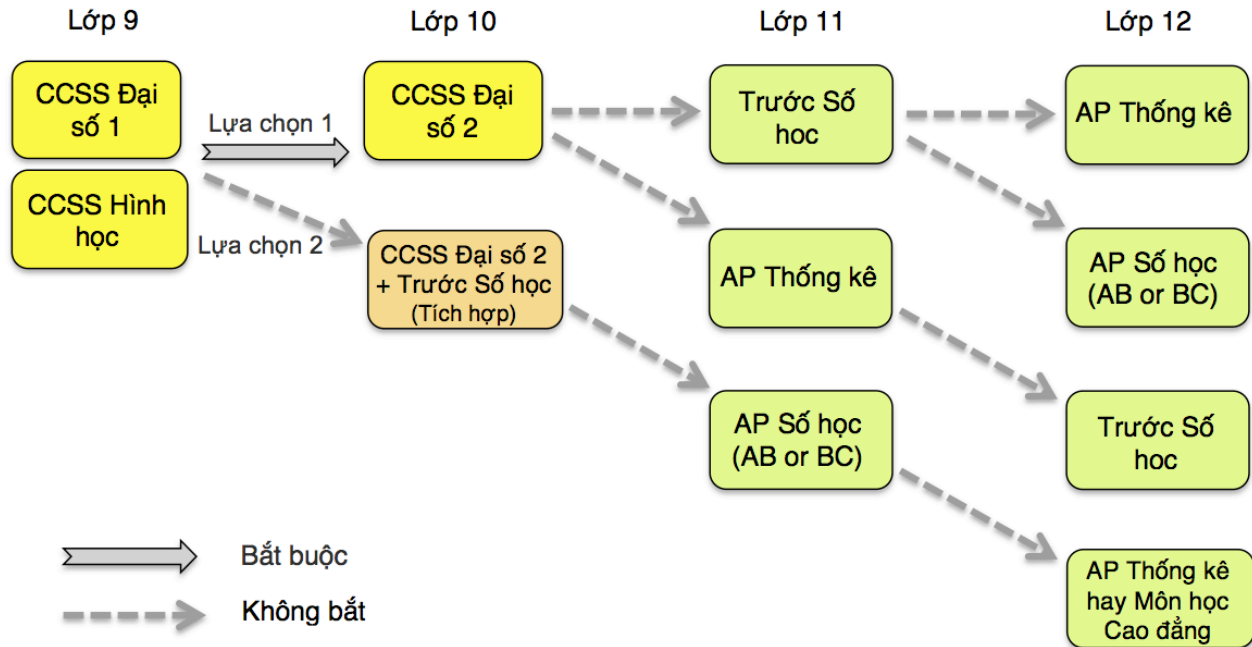 Lớp 9
Lớp 10
Lớp 11
Lớp 12
CCSS Đại
số 1
CCSS Hình
học
Lựa chọn 1
Lựa chọn 2
CCSS Đại
số 2
CCSS Đại số 2
+ Trước Số học
(Tích hợp)
Trước Số
hoc
AP Thống kê
AP Số học
(AB or BC)
AP Thống kê
AP Số học
(AB or BC)
Trước Số
hoc
AP Thống kê
hay Môn học
Cao đẳng
Bắt buộc
Không bắt